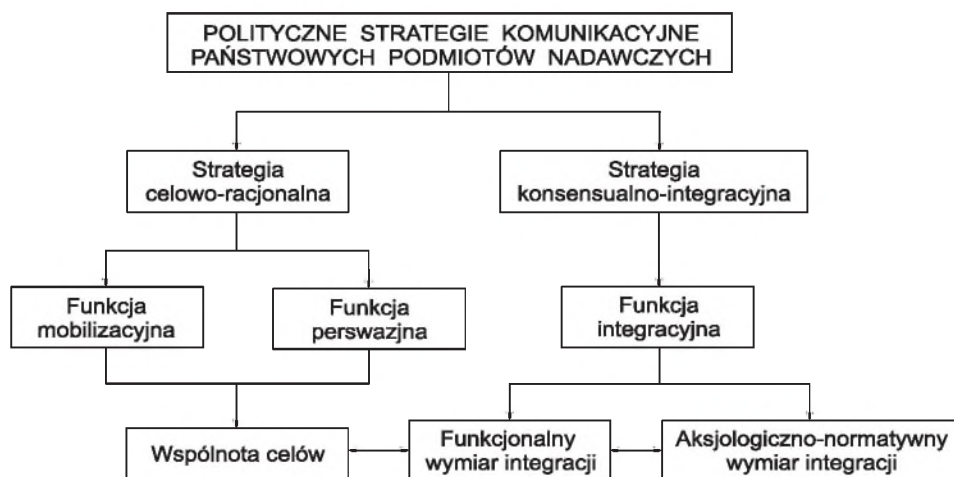 POLITYCZNE STRATEGIE KOMUNIKACYJNE
PAŃSTWOWYCH PODMIOTÓW NADAWCZYCH
Strategia
celowo-racjonalna
Strategia
konsensualno-integracyjna
Funkcja
mobilizacyjna
Funkcja
perswazjna
Funkcja
integracyjna
Wspólnota celów
Funkcjonalny
wymiar integracji
Aksjologiczno-normatywny
wymiar integracji